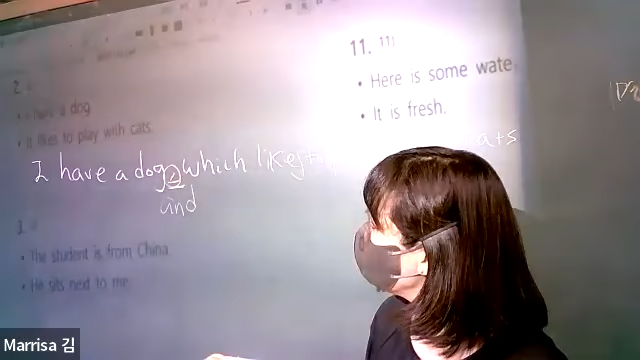 2.
I have a dog.
It likes to play with cats.
I have a dog which likes
and
3.
The student is from China
He sits next to me
11.
• Here is some wate
• It is fresh.
ats
Marrisa 김